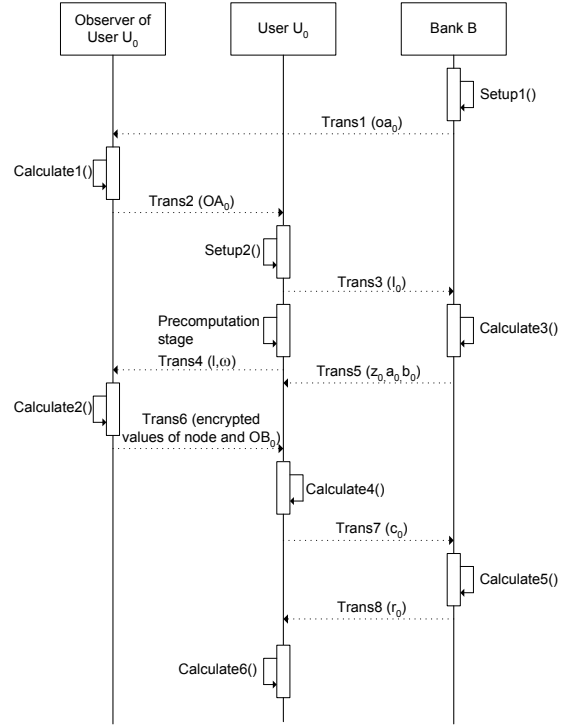 Observer of
User U₀
User U₀
Bank B
Setup1()
Trans1 (oa₀)
Calculate1()
Trans2 (OA₀)
Setup2()
Trans3 (I₀)
Precomputation
stage
Calculate3()
Trans4 (I,ω)
Trans5 (z₀,a₀,b₀)
Calculate2()
Trans6 (encrypted
values of node and OB₀)
Calculate4()
Trans7 (c₀)
Calculate5()
Trans8 (r₀)
Calculate6()